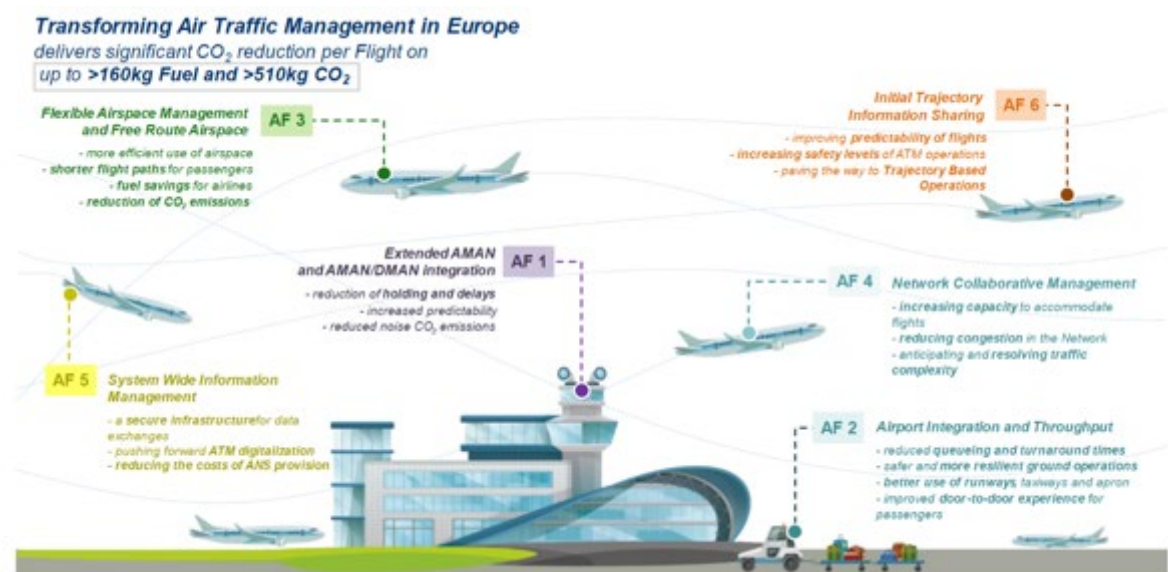 Transforming Air Traffic Management in Europe
delivers significant CO₂ reduction per Flight on
up to >160kg Fuel and >510kg CO₂
Flexible Airspace Management
and Free Route Airspace
AF 3
- more efficient use of airspace
- shorter flight paths for passengers
- fuel savings for airlines
- reduction of CO₂ emissions
Initial Trajectory
Information Sharing
AF 6
- improving predictability of flights
- increasing safety levels of ATM operations
- paving the way to Trajectory Based
Operations
Extended AMAN
and AMAN/DMAN integration
AF 1
- reduction of holding and delays
- increased predictability
- reduced noise CO₂ emissions
AF 4
Network Collaborative Management
- increasing capacity to accommodate
flights
- reducing congestion in the Network
- anticipating and resolving traffic
complexity
AF 5
System Wide Information
Management
- a secure infrastructurefor data
exchanges
- pushing forward ATM digitalization
- reducing the costs of ANS provision
AF 2
Airport Integration and Throughput
- reduced queueing and turnaround times
- safer and more resilient ground operations
- better use of runways, taxiways and apron
- improved door-to-door experience for
passengers